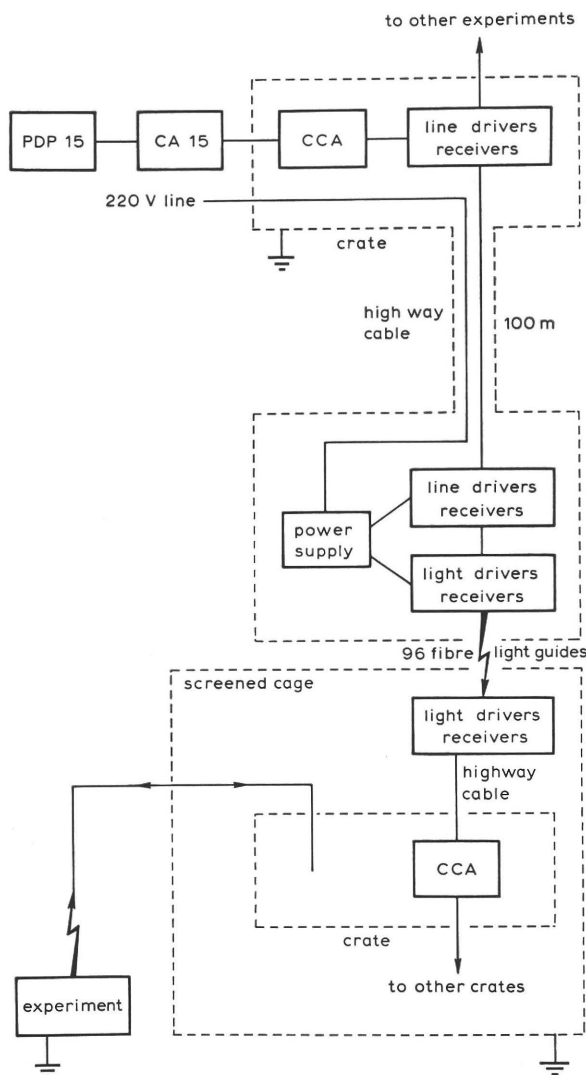 to other experiments
PDP 15
CA 15
CCA
line drivers
receivers
220 V line
crate
high way
cable
100 m
line drivers
receivers
power
supply
light drivers
receivers
96 fibre light guides
screened cage
light drivers
receivers
highway
cable
CCA
crate
to other crates
experiment